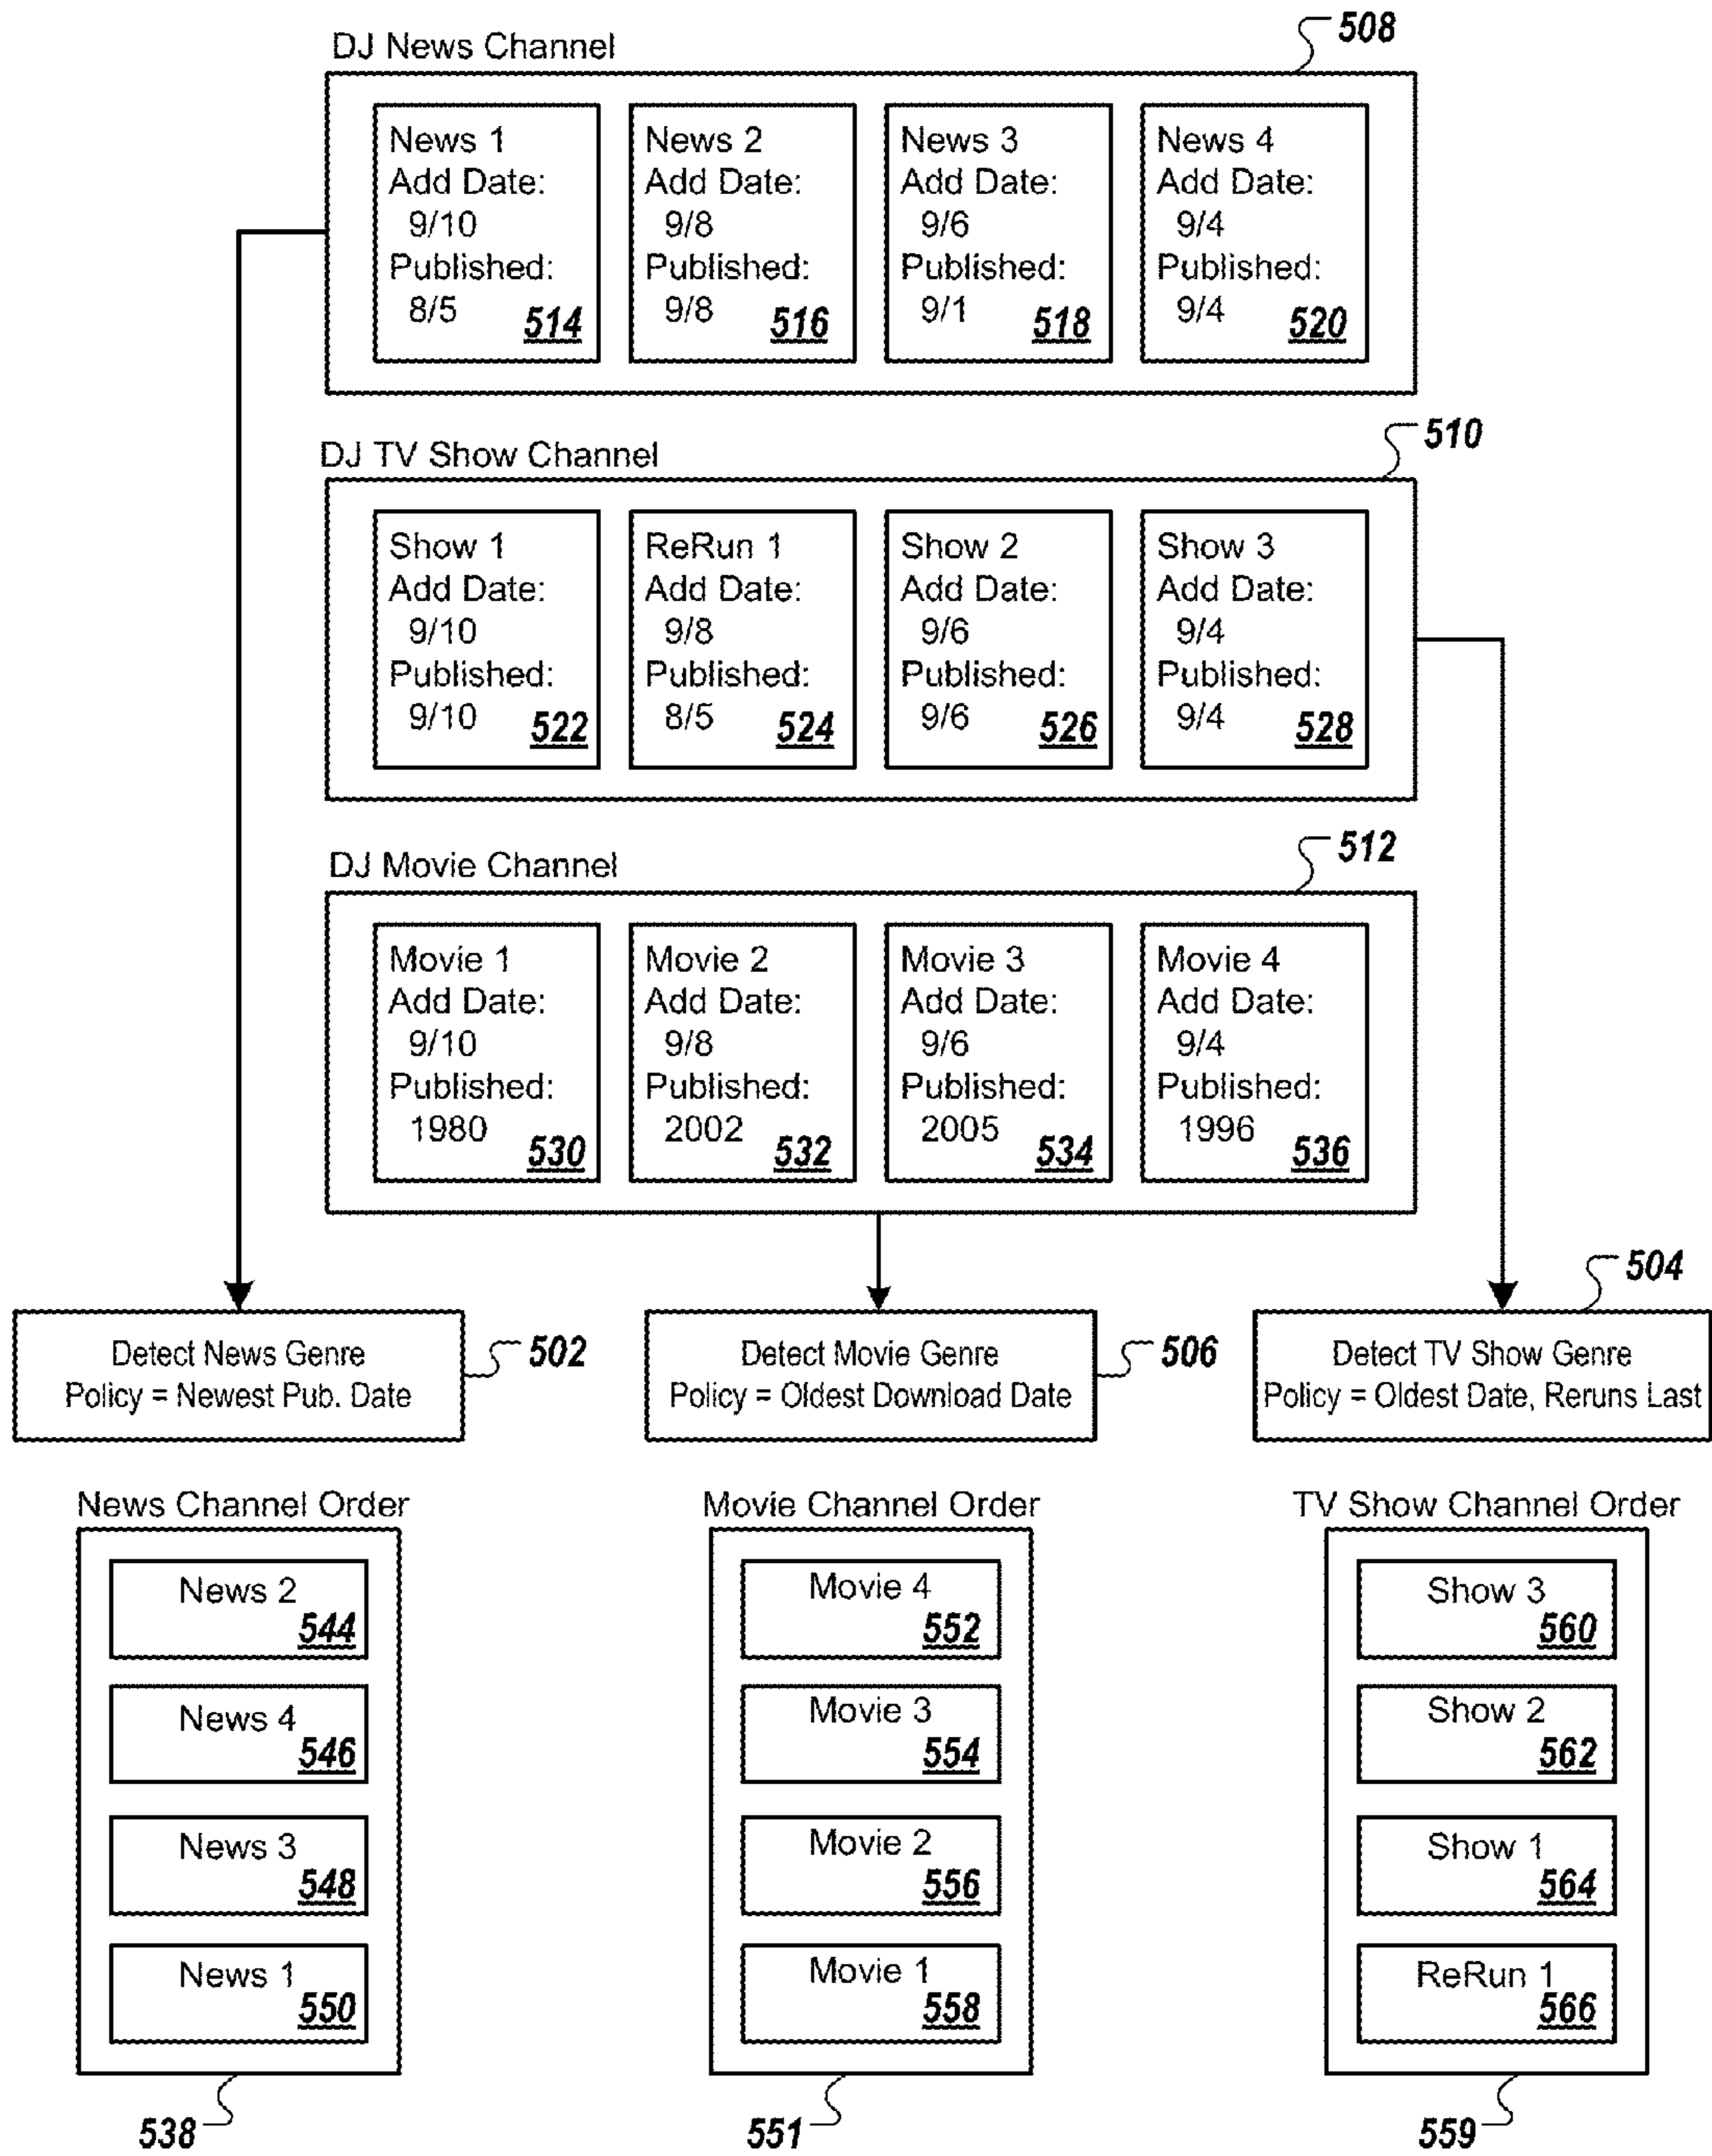 508
DJ News Channel
News 1
Add Date:
9/10
Published:
8/5 514
News 2
Add Date:
9/8
Published:
9/8 516
News 3
Add Date:
9/6
Published:
9/1 518
News 4
Add Date:
9/4
Published:
9/4 520
510
DJ TV Show Channel
Show 1
Add Date:
9/10
Published:
9/10 522
ReRun 1
Add Date:
9/8
Published:
8/5 524
Show 2
Add Date:
9/6
Published:
9/6 526
Show 3
Add Date:
9/4
Published:
9/4 528
512
DJ Movie Channel
Movie 1
Add Date:
9/10
Published:
1980 530
Movie 2
Add Date:
9/8
Published:
2002 532
Movie 3
Add Date:
9/6
Published:
2005 534
Movie 4
Add Date:
9/4
Published:
1996 536
Detect News Genre
Policy = Newest Pub. Date
502
Detect Movie Genre
Policy = Oldest Download Date
506
504
Detect TV Show Genre
Policy = Oldest Date, Reruns Last
News Channel Order
News 2
544
News 4
546
News 3
548
News 1
550
538
Movie Channel Order
Movie 4
552
Movie 3
554
Movie 2
556
Movie 1
558
551
TV Show Channel Order
Show 3
560
Show 2
562
Show 1
564
ReRun 1
566
559